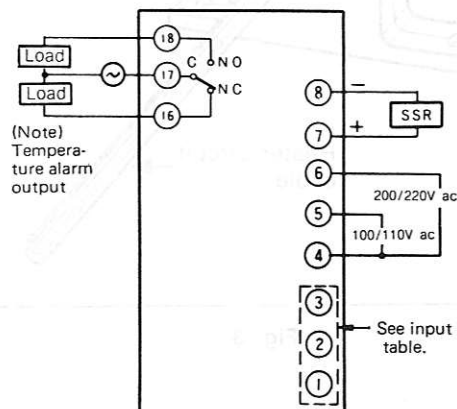 Load
Load
(Note)
Tempera-
ture alarm
output
18
17
16
C
NO
NC
8
7
6
5
4
3
2
1
−
+
SSR
200/220V ac
100/110V ac
See input
table.